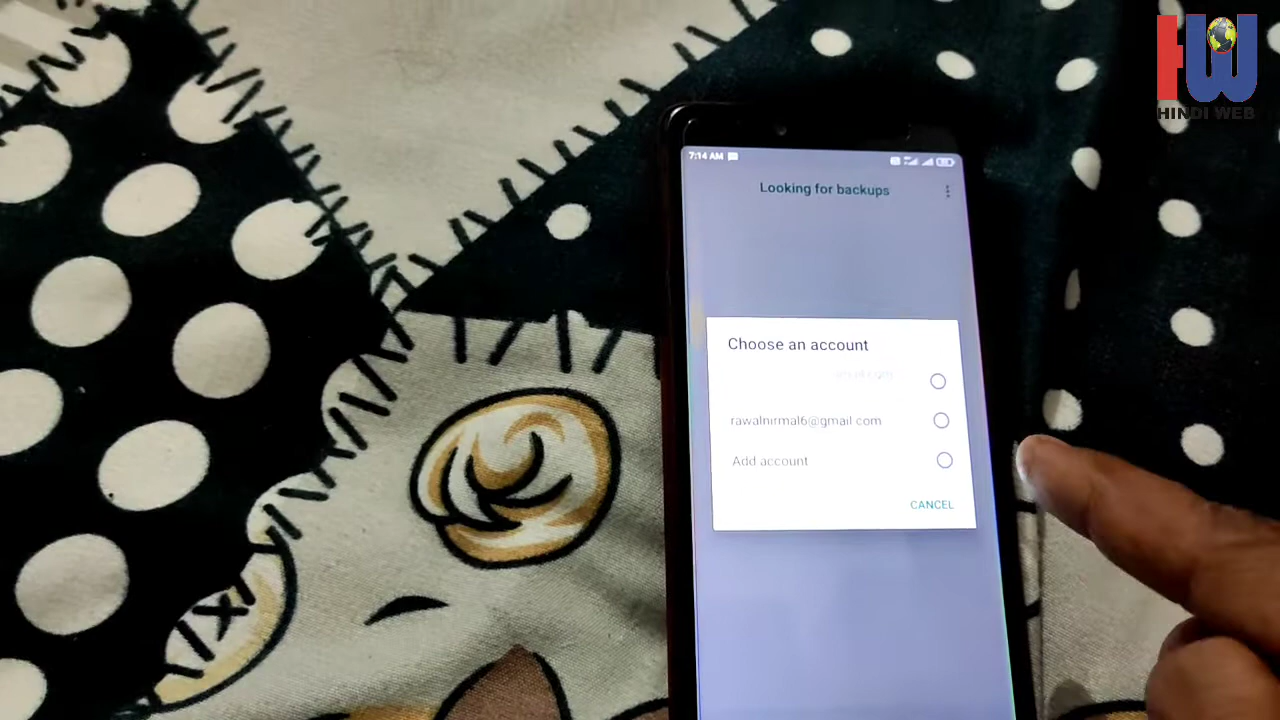 HW
HINDI WEB
7:14 AM
Looking for backups
Choose an account
rawalnirmal6@gmail.com
Add account
CANCEL